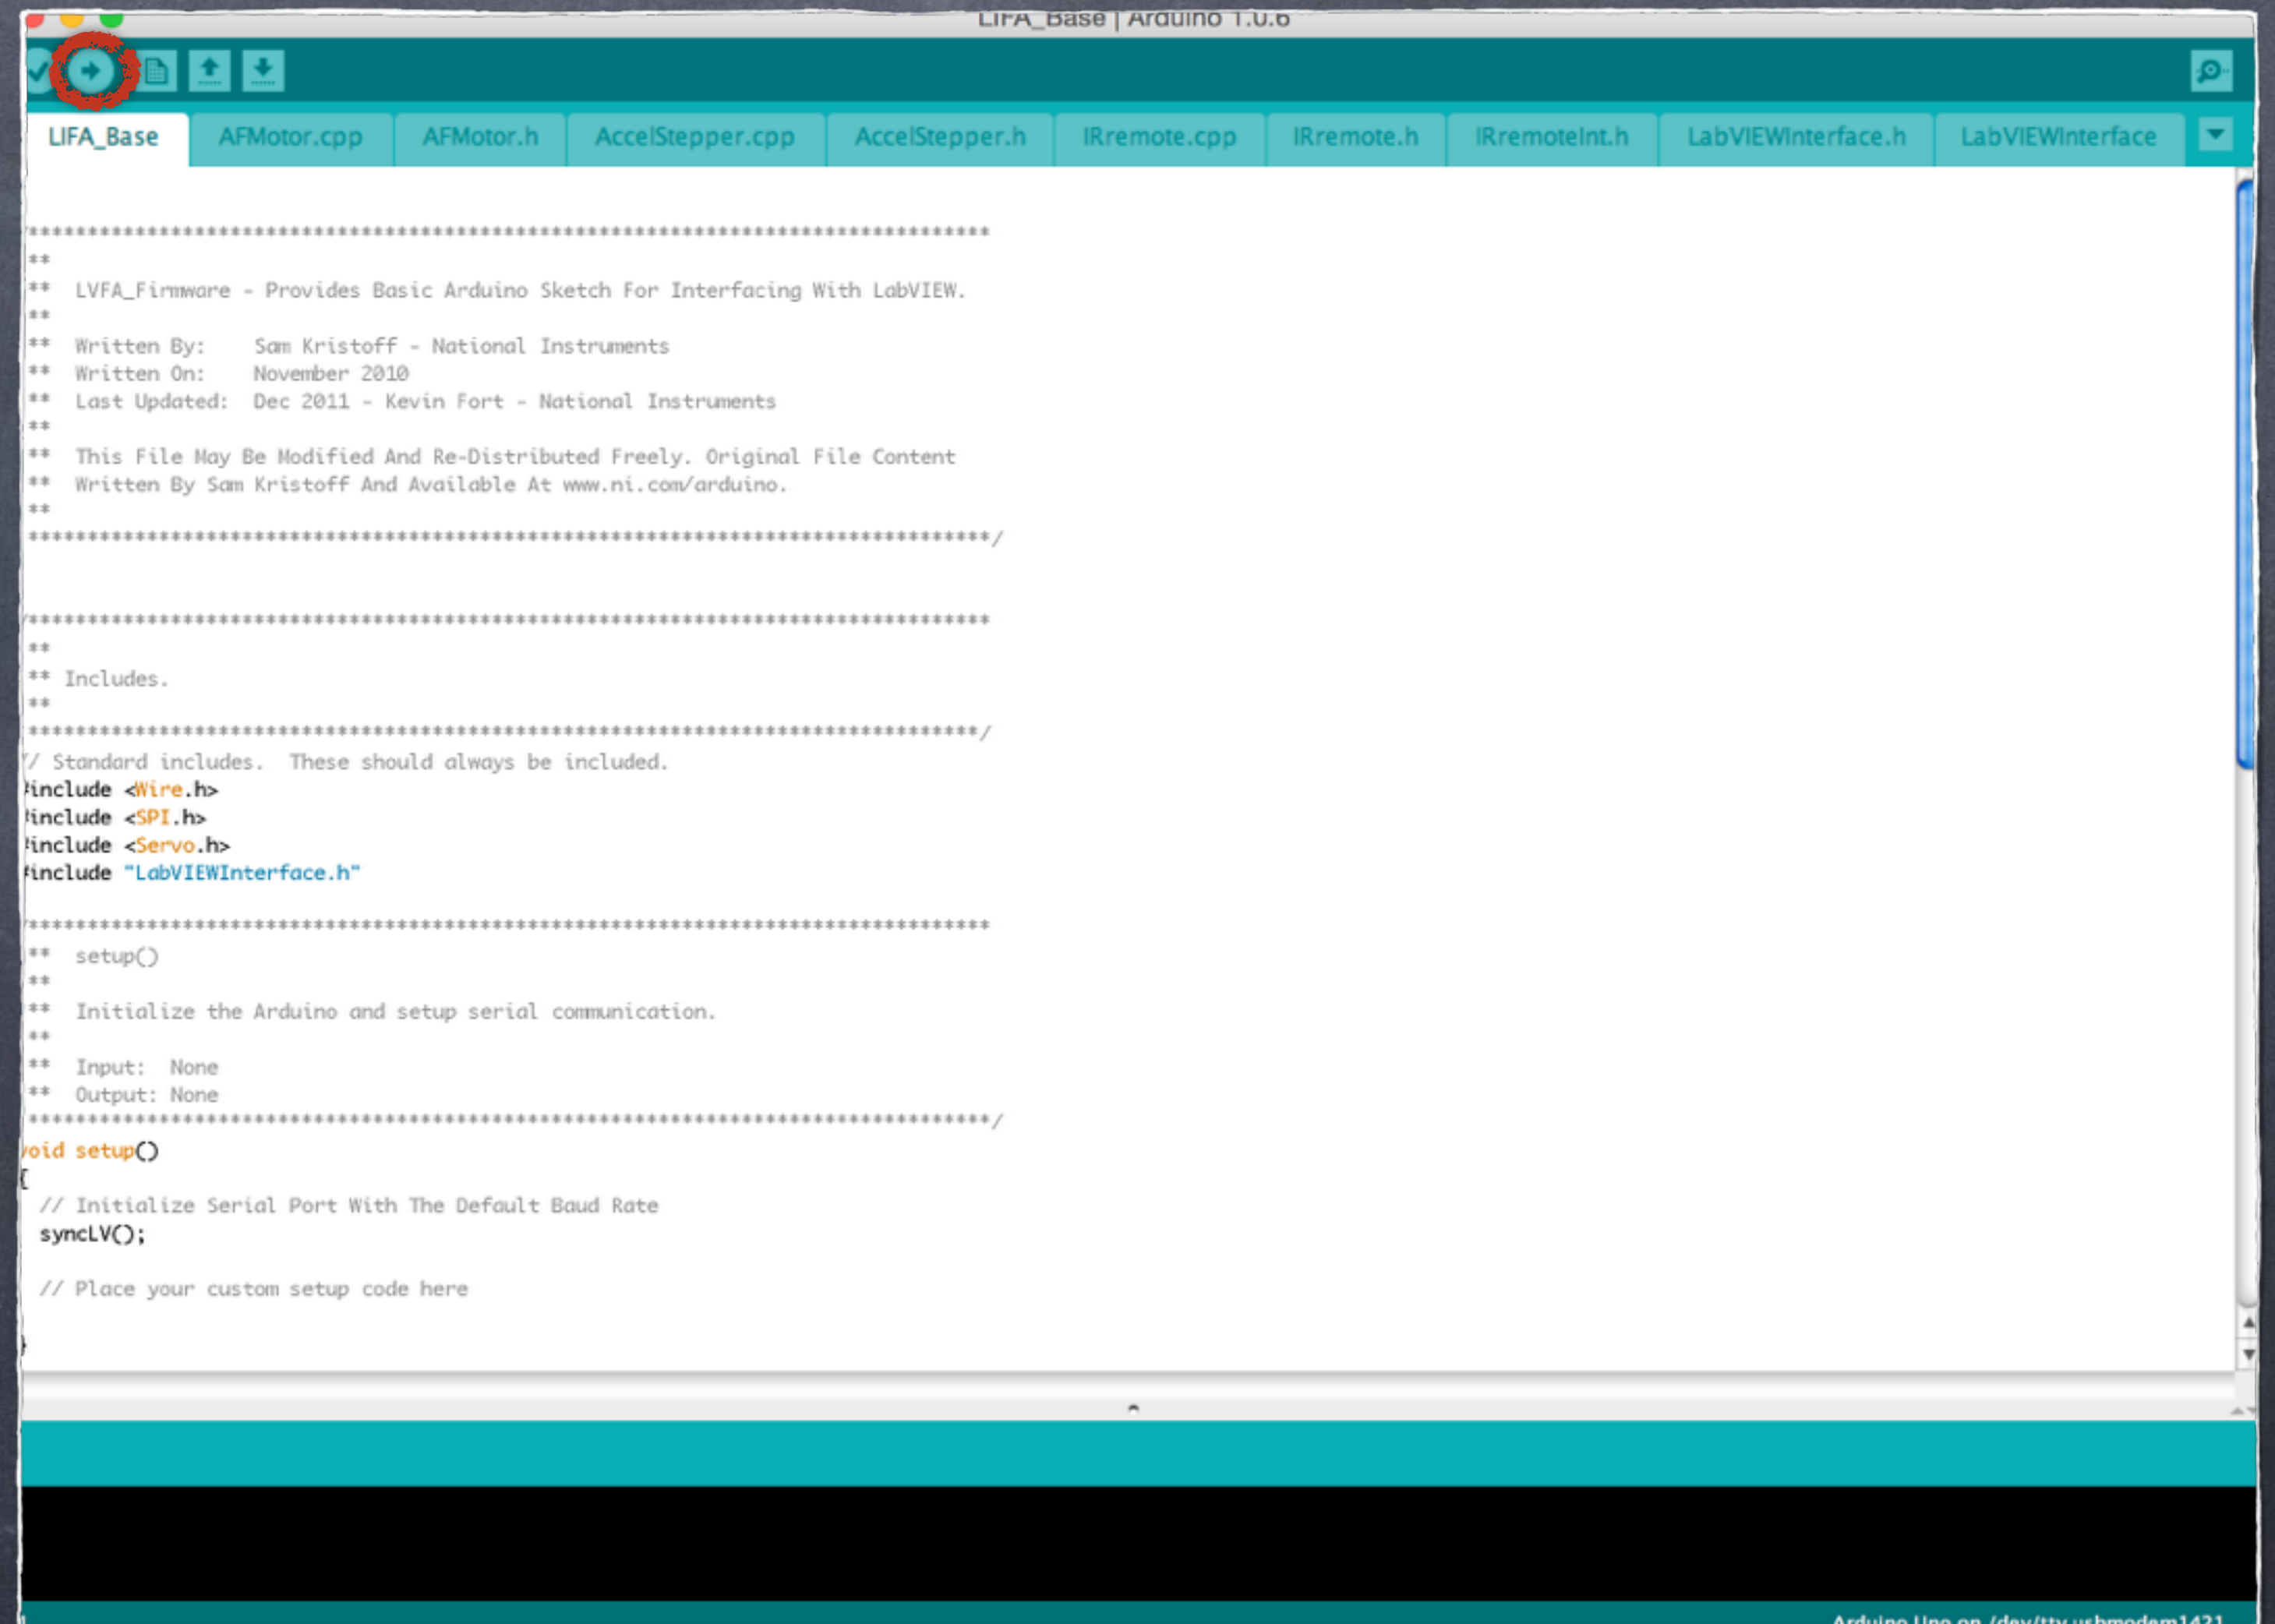 LIFA_Base | Arduino 1.0.6
LIFA_Base AFMotor.cpp AFMotor.h AccelStepper.cpp AccelStepper.h IRremote.cpp IRremote.h IRremoteInt.h LabVIEWInterface.h LabVIEWInterface
*********************************************************************************
**
**  LVFA_Firmware - Provides Basic Arduino Sketch For Interfacing With LabVIEW.
**
**  Written By:    Sam Kristoff - National Instruments
**  Written On:    November 2010
**  Last Updated:  Dec 2011 - Kevin Fort - National Instruments
**
**  This File May Be Modified And Re-Distributed Freely. Original File Content
**  Written By Sam Kristoff And Available At www.ni.com/arduino.
**
*********************************************************************************/
/*********************************************************************************
**
** Includes.
**
********************************************************************************/
// Standard includes.  These should always be included.
#include <Wire.h>
#include <SPI.h>
#include <Servo.h>
#include "LabVIEWInterface.h"
/*********************************************************************************
**  setup()
**
**  Initialize the Arduino and setup serial communication.
**
**  Input:  None
**  Output: None
*********************************************************************************/
void setup()
{
// Initialize Serial Port With The Default Baud Rate
syncLV();
// Place your custom setup code here
}
Arduino Uno on /dev/tty.usbmodem1421